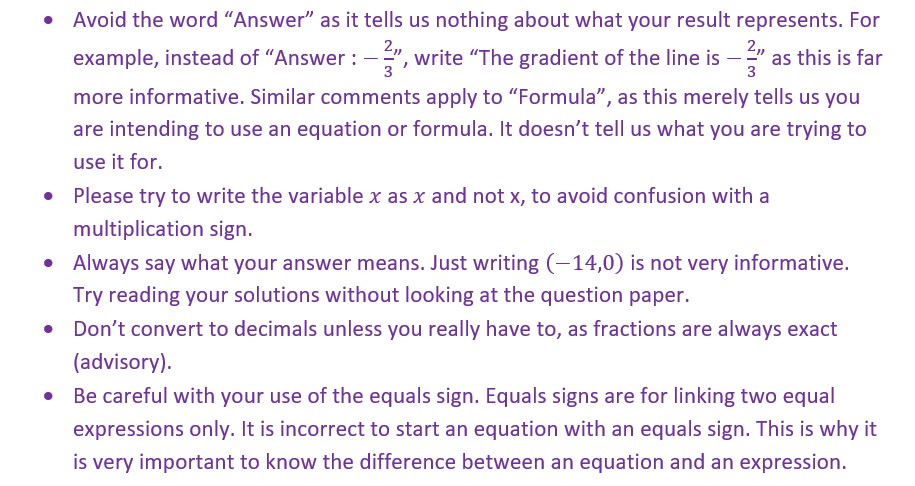 • Avoid the word “Answer” as it tells us nothing about what your result represents. For
example, instead of “Answer : −2/3”, write “The gradient of the line is −2/3” as this is far
more informative. Similar comments apply to “Formula”, as this merely tells us you
are intending to use an equation or formula. It doesn’t tell us what you are trying to
use it for.
• Please try to write the variable 𝑥 as 𝑥 and not x, to avoid confusion with a
multiplication sign.
• Always say what your answer means. Just writing (−14,0) is not very informative.
Try reading your solutions without looking at the question paper.
• Don’t convert to decimals unless you really have to, as fractions are always exact
(advisory).
• Be careful with your use of the equals sign. Equals signs are for linking two equal
expressions only. It is incorrect to start an equation with an equals sign. This is why it
is very important to know the difference between an equation and an expression.